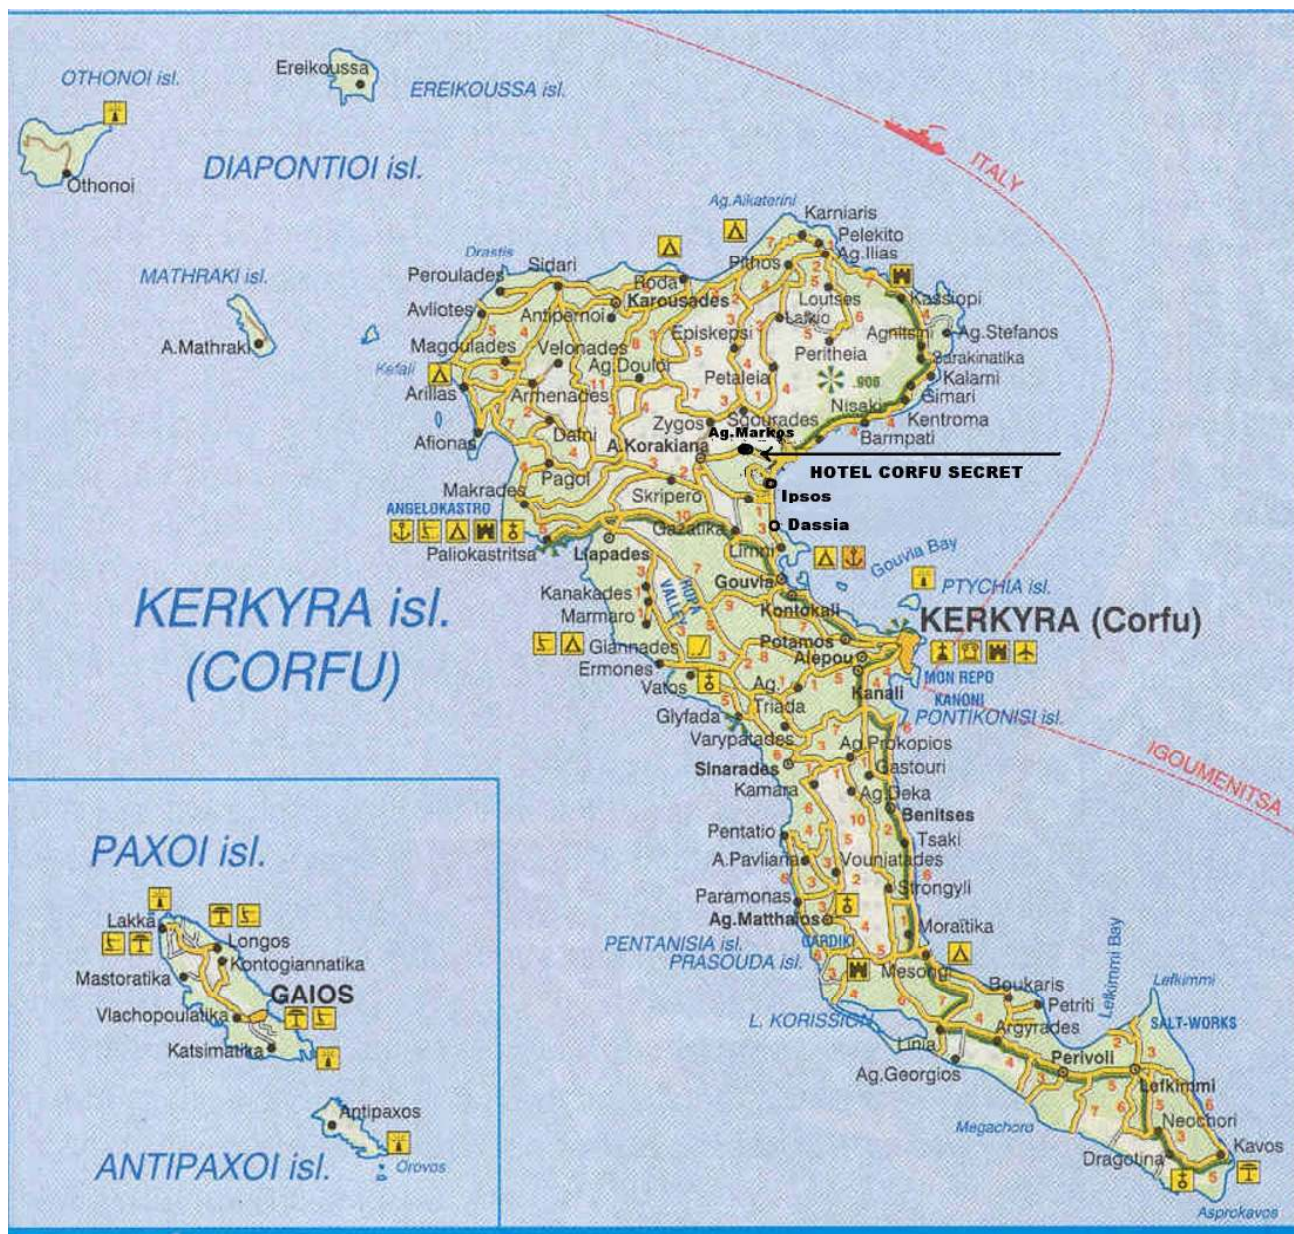 OTHONOI isl.
Ereikoussa
EREIKOUSSA isl.
Othonoi
DIAPONTIOI isl.
ITALY
Ag.Aikaterini
Karniaris
Pelekito
Ag.Ilias
Drastis
Sidari
Pithos
MATHRAKI isl.
Peroulades
Roda
Karousades
Loutses
Kassiopi
Avliotes
Antipernoi
Lafkio
Episkepsi
Agnitsini
Ag.Stefanos
A.Mathraki
Magoulades
Velonades
Peritheia
Sarakinatika
Kefali
Ag.Douloi
Petaleia
.906
Kalami
Arillas
Armenades
Gimari
Nisaki
Kentroma
Zygos
Sgourades
Afionas
Dafni
Ag.Markos
Barmpati
A.Korakiana
HOTEL CORFU SECRET
Pagoi
Makrades
Skripero
Ipsos
ANGELOKASTRO
Gazatika
Dassia
Paliokastritsa
Liapades
Limni
Gouvia Bay
Gouvia
PTYCHIA isl.
KERKYRA isl.
(CORFU)
Kanakades
ROPA
VALLEY
Kontokali
KERKYRA (Corfu)
Marmaro
Potamos
Giannades
Alepou
Ermones
MON REPO
Vatos
Ag.
Triada
Kanali
KANONI
PONTIKONISI isl.
Glyfada
Varypatades
Ag.Prokopios
IGOUMENITSA
Sinarades
Gastouri
Kamara
Ag.Deka
Benitses
Pentatio
Tsaki
A.Pavliana
Vouniatades
Paramonas
Strongyli
Ag.Matthaios
Moraïtika
PENTANISIA isl.
GARDIKI
PRASOUDA isl.
Mesongi
Boukaris
Petriti
Lefkimmi Bay
Lefkimmi
L. KORISSION
Argyrades
SALT-WORKS
Linia
Perivoli
Ag.Georgios
Lefkimmi
Megachoro
Neochori
Dragotina
Kavos
Asprokavos
PAXOI isl.
Lakka
Longos
Kontogiannatika
Mastoratika
GAIOS
Vlachopoulatika
Katsimatika
Antipaxos
ANTIPAXOI isl.
Orovos